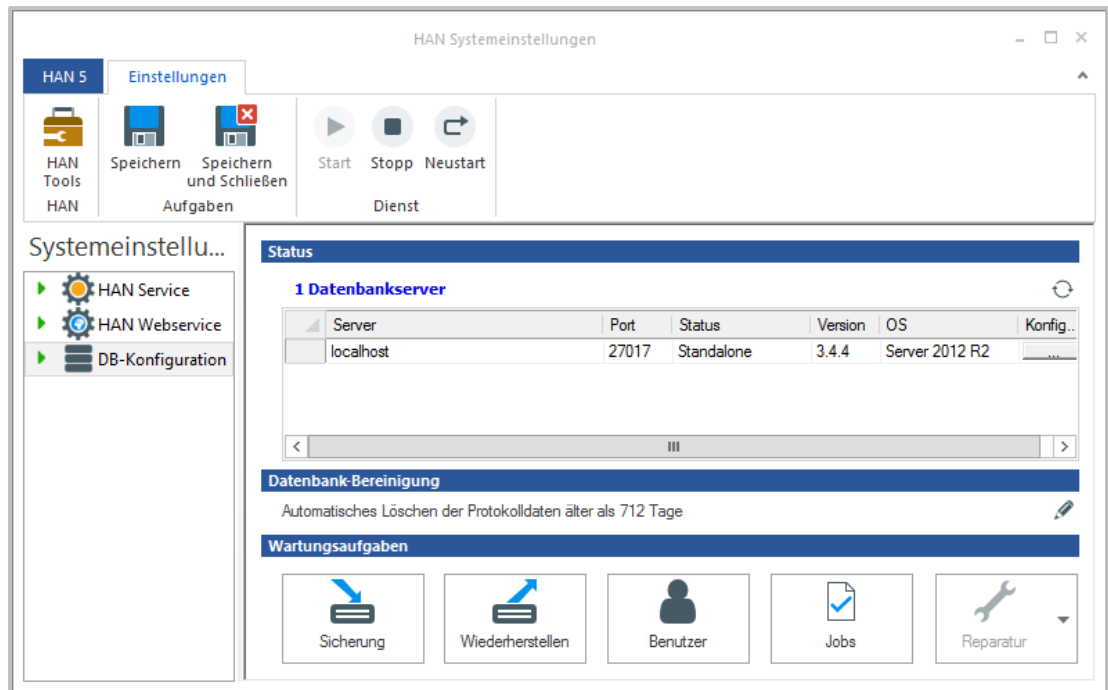 HAN Systemeinstellungen
HAN 5 Einstellungen
HAN Tools
Speichern
Speichern und Schließen
Start
Stopp
Neustart
HAN
Aufgaben
Dienst
Systemeinstellu...
HAN Service
HAN Webservice
DB-Konfiguration
Status
1 Datenbankserver
Server Port Status Version OS Konfig..
localhost 27017 Standalone 3.4.4 Server 2012 R2 ...
Datenbank-Bereinigung
Automatisches Löschen der Protokolldaten älter als 712 Tage
Wartungsaufgaben
Sicherung
Wiederherstellen
Benutzer
Jobs
Reparatur